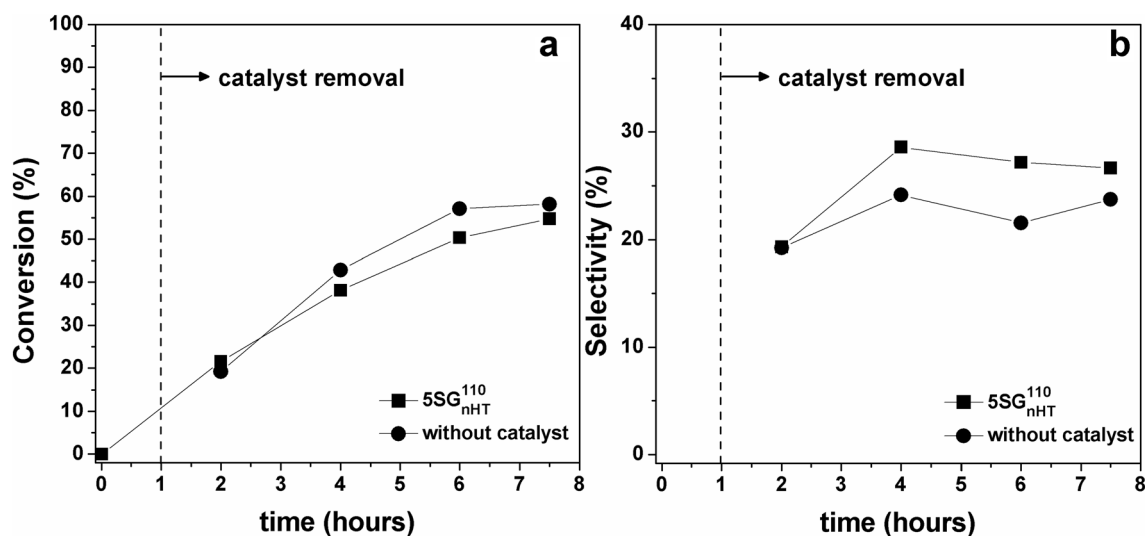 a
catalyst removal
100
90
80
70
60
50
40
30
20
10
0
Conversion (%)
5SG¹¹⁰nHT
without catalyst
0 1 2 3 4 5 6 7 8
time (hours)
b
catalyst removal
40
30
20
10
0
Selectivity (%)
5SG¹¹⁰nHT
without catalyst
0 1 2 3 4 5 6 7 8
time (hours)